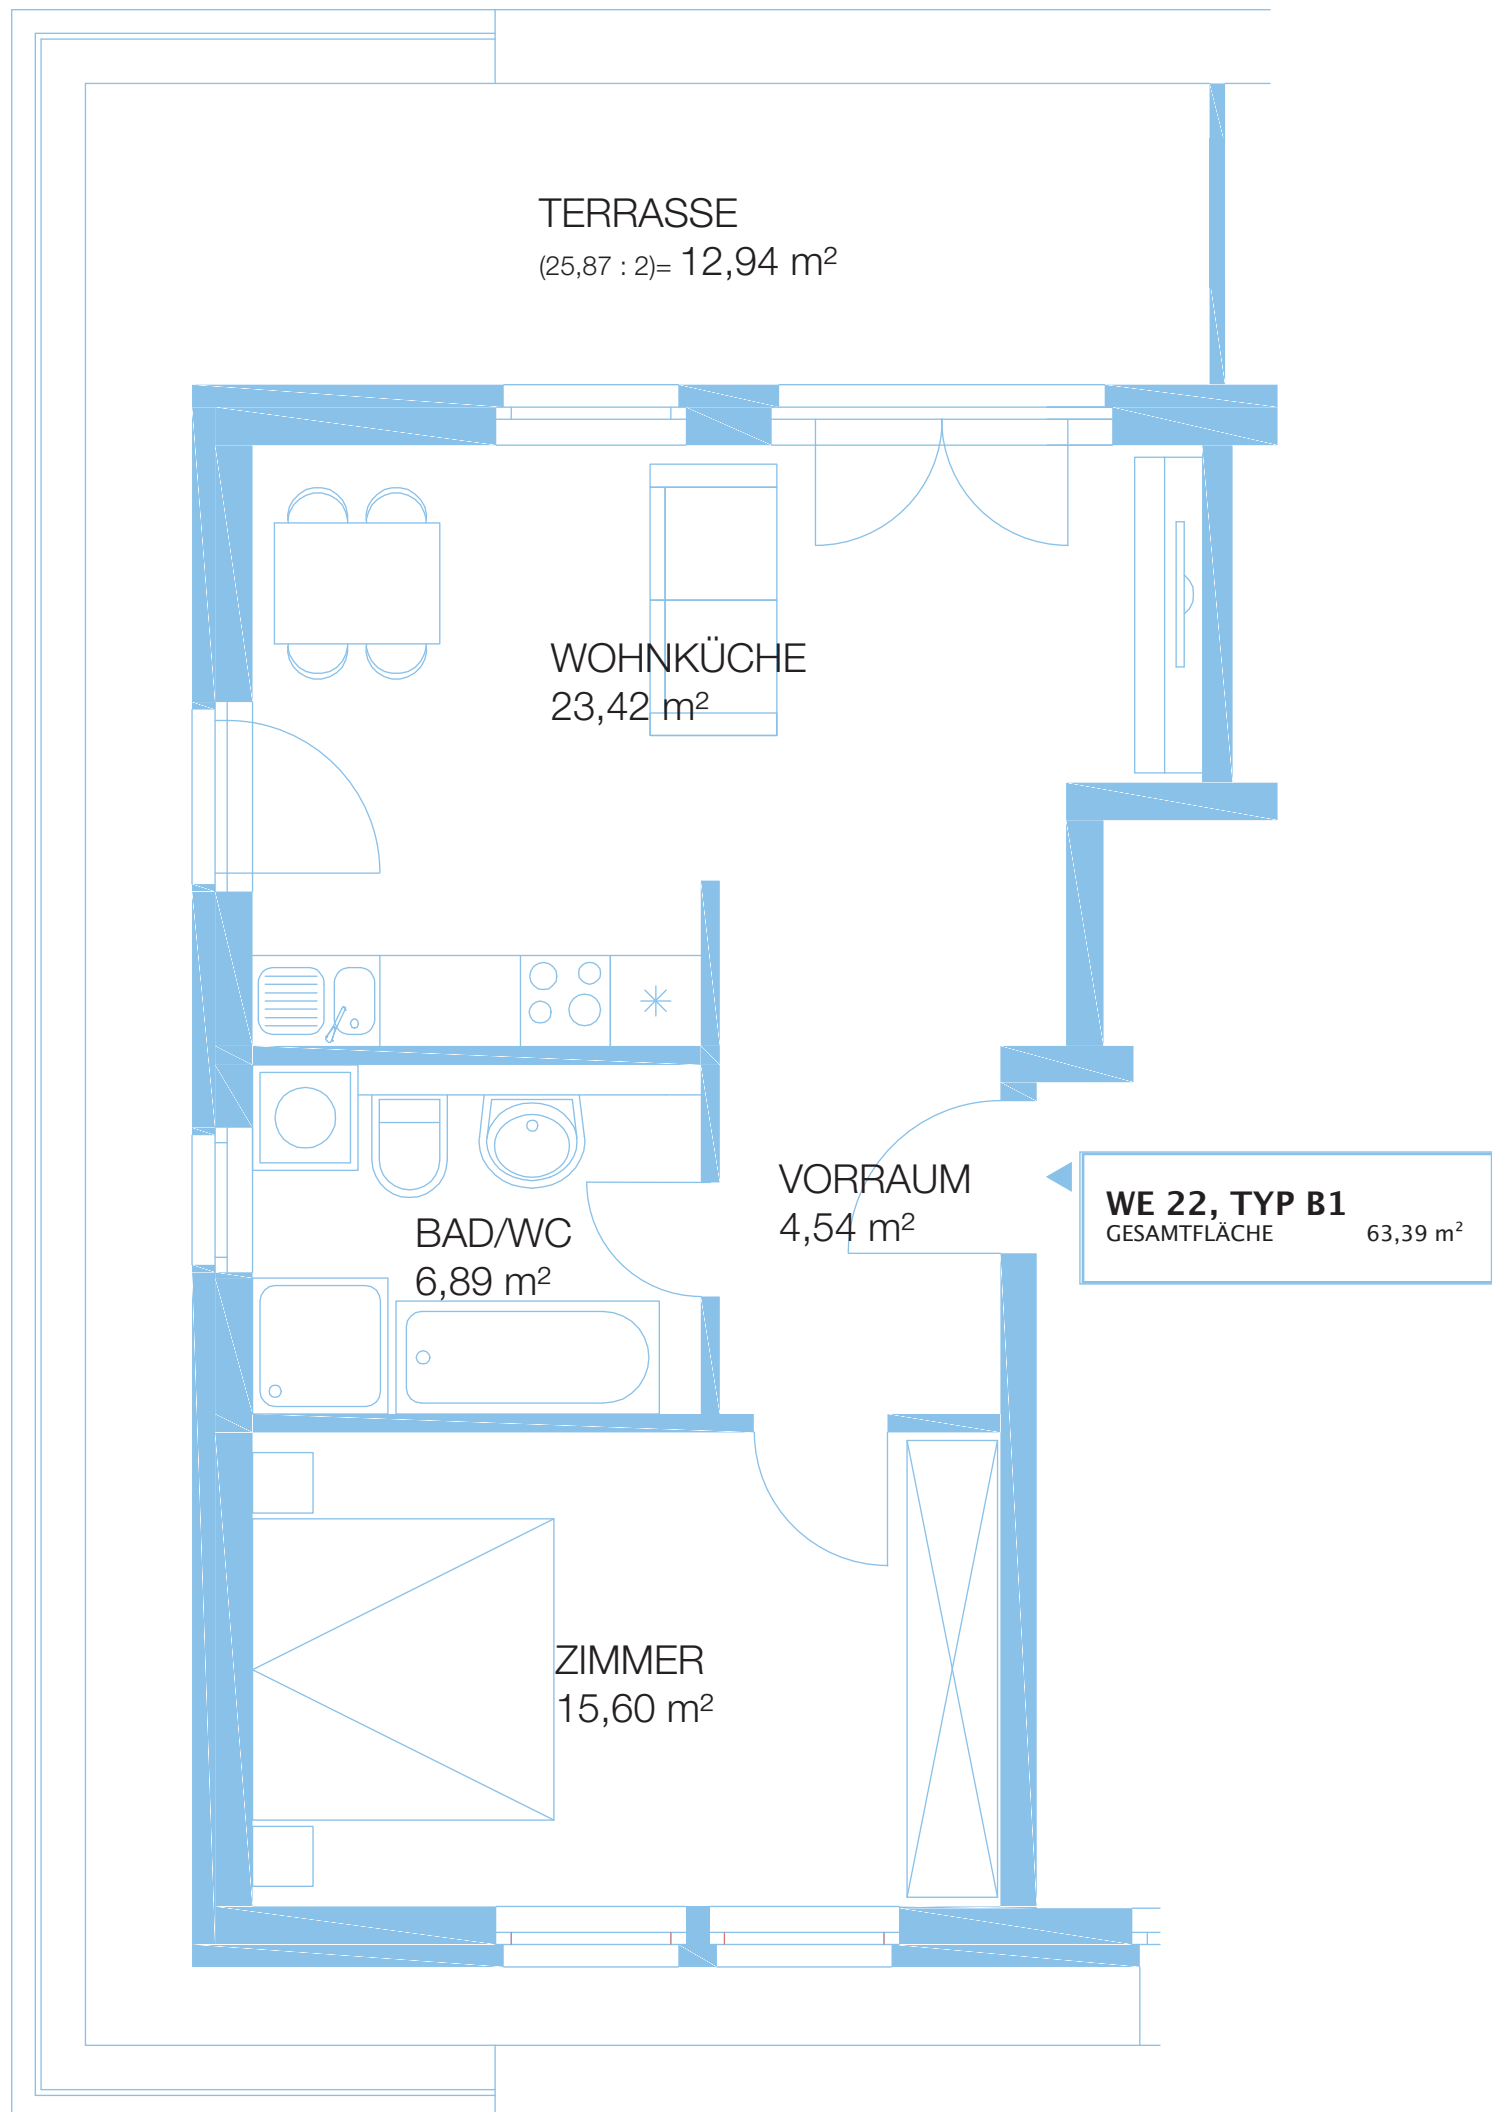 TERRASSE
(25,87 : 2)= 12,94 m²
WOHNKÜCHE
23,42 m²
VORRAUM
4,54 m²
WE 22, TYP B1
GESAMTFLÄCHE 63,39 m²
BAD/WC
6,89 m²
ZIMMER
15,60 m²